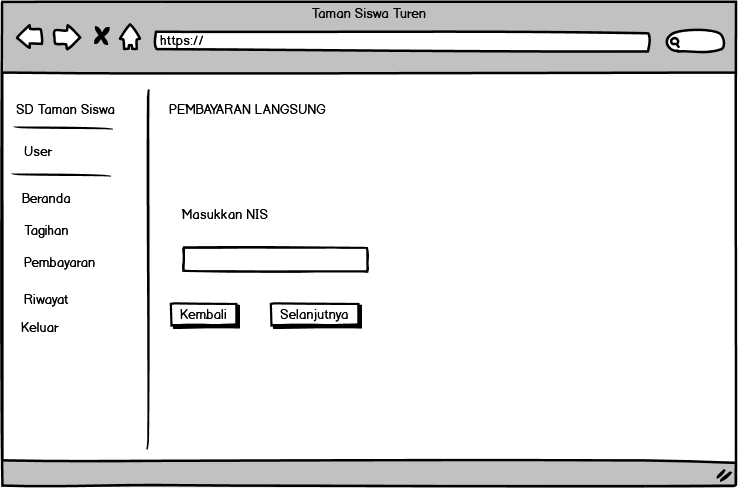 Taman Siswa Turen
https://
SD Taman Siswa
User
Beranda
Tagihan
Pembayaran
Riwayat
Keluar
PEMBAYARAN LANGSUNG
Masukkan NIS
Kembali
Selanjutnya